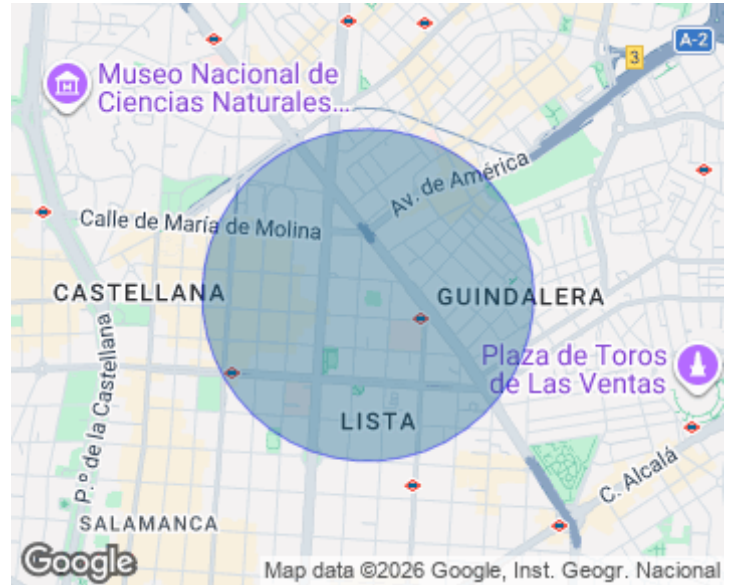 A-2
3
Museo Nacional de
Ciencias Naturales...
Av. de América
Calle de María de Molina
CASTELLANA
GUINDALERA
Plaza de Toros
de Las Ventas
P.º de la Castellana
LISTA
C. Alcalá
SALAMANCA
Google
Map data ©2026 Google, Inst. Geogr. Nacional